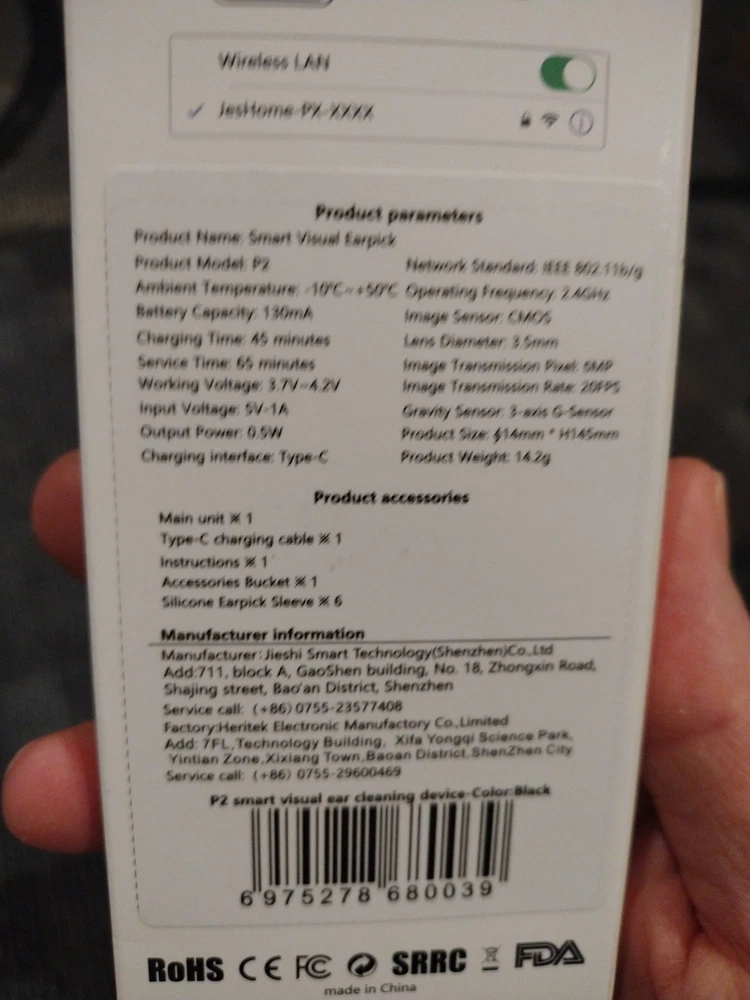 Wireless LAN
✓ JesHome-PX-XXXX
Product parameters
Product Name: Smart Visual Earpick
Product Model: P2
Ambient Temperature: -10℃~+50℃
Battery Capacity: 130mA
Charging Time: 45 minutes
Service Time: 65 minutes
Working Voltage: 3.7V~4.2V
Input Voltage: 5V-1A
Output Power: 0.5W
Charging interface: Type-C
Network Standard: IEEE 802.11b/g
Operating Frequency: 2.4GHz
Image Sensor: CMOS
Lens Diameter: 3.5mm
Image Transmission Pixel: 5MP
Image Transmission Rate: 20FPS
Gravity Sensor: 3-axis G-Sensor
Product Size: ∮14mm * H145mm
Product Weight: 14.2g
Product accessories
Main unit ※ 1
Type-C charging cable ※ 1
Instructions ※ 1
Accessories Bucket ※ 1
Silicone Earpick Sleeve ※ 6
Manufacturer information
Manufacturer:Jieshi Smart Technology(Shenzhen)Co.,Ltd
Add:711, block A, GaoShen building, No. 18, Zhongxin Road,
Shajing street, Bao'an District, Shenzhen
Service call: (+86) 0755-23577408
Factory:Heritek Electronic Manufactory Co.,Limited
Add: 7FL,Technology Building, Xifa Yongqi Science Park,
Yintian Zone,Xixiang Town,Baoan District,ShenZhen City
Service call: (+86) 0755-29600469
P2 smart visual ear cleaning device-Color:Black
6 975278 680039
RoHS CE FC SRRC FDA
made in China